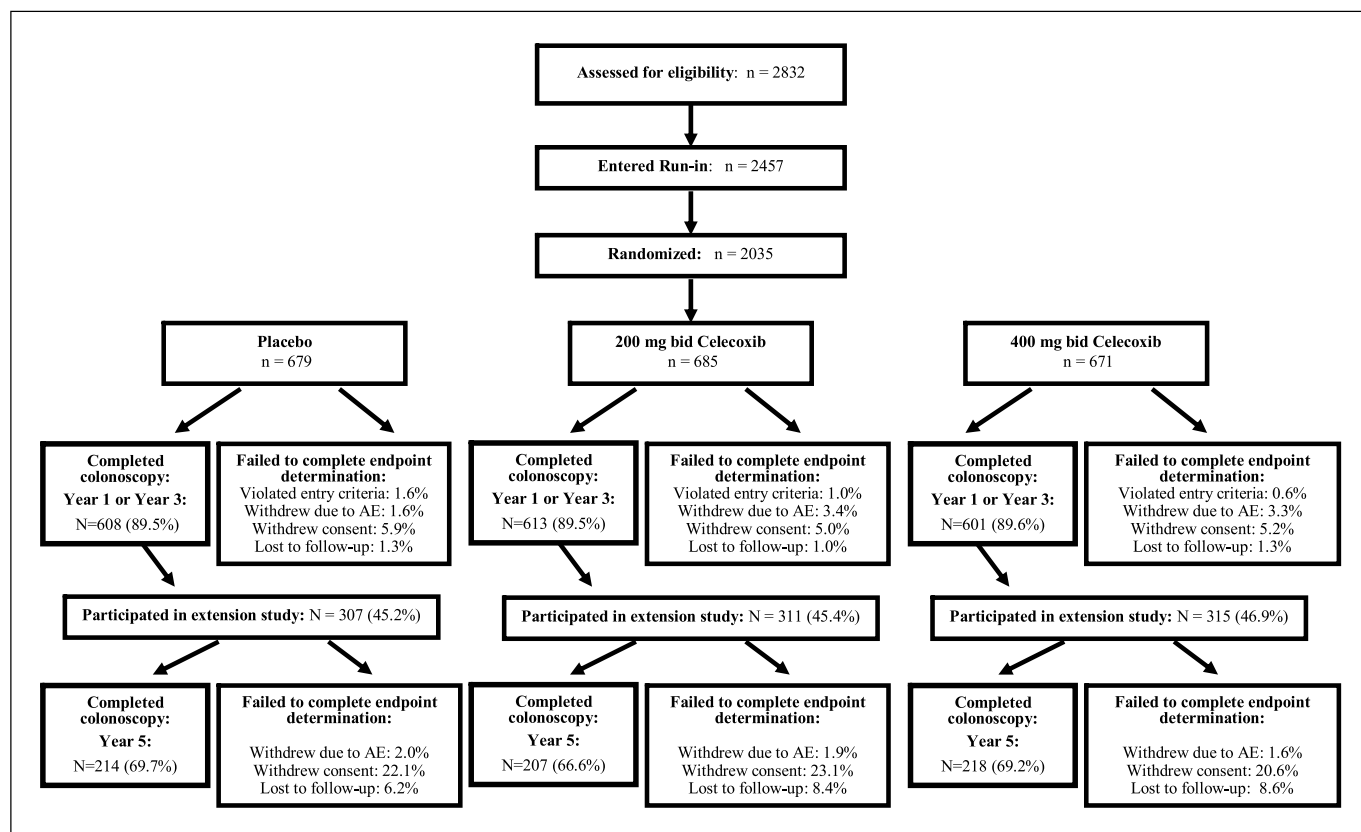 Assessed for eligibility: n = 2832
Entered Run-in: n = 2457
Randomized: n = 2035
Placebo
n = 679
200 mg bid Celecoxib
n = 685
400 mg bid Celecoxib
n = 671
Completed
colonoscopy:
Year 1 or Year 3:
N=608 (89.5%)
Failed to complete endpoint
determination:
Violated entry criteria: 1.6%
Withdrew due to AE: 1.6%
Withdrew consent: 5.9%
Lost to follow-up: 1.3%
Completed
colonoscopy:
Year 1 or Year 3:
N=613 (89.5%)
Failed to complete endpoint
determination:
Violated entry criteria: 1.0%
Withdrew due to AE: 3.4%
Withdrew consent: 5.0%
Lost to follow-up: 1.0%
Completed
colonoscopy:
Year 1 or Year 3:
N=601 (89.6%)
Failed to complete endpoint
determination:
Violated entry criteria: 0.6%
Withdrew due to AE: 3.3%
Withdrew consent: 5.2%
Lost to follow-up: 1.3%
Participated in extension study: N = 307 (45.2%)
Participated in extension study: N = 311 (45.4%)
Participated in extension study: N = 315 (46.9%)
Completed
colonoscopy:
Year 5:
N=214 (69.7%)
Failed to complete endpoint
determination:
Withdrew due to AE: 2.0%
Withdrew consent: 22.1%
Lost to follow-up: 6.2%
Completed
colonoscopy:
Year 5:
N=207 (66.6%)
Failed to complete endpoint
determination:
Withdrew due to AE: 1.9%
Withdrew consent: 23.1%
Lost to follow-up: 8.4%
Completed
colonoscopy:
Year 5:
N=218 (69.2%)
Failed to complete endpoint
determination:
Withdrew due to AE: 1.6%
Withdrew consent: 20.6%
Lost to follow-up: 8.6%